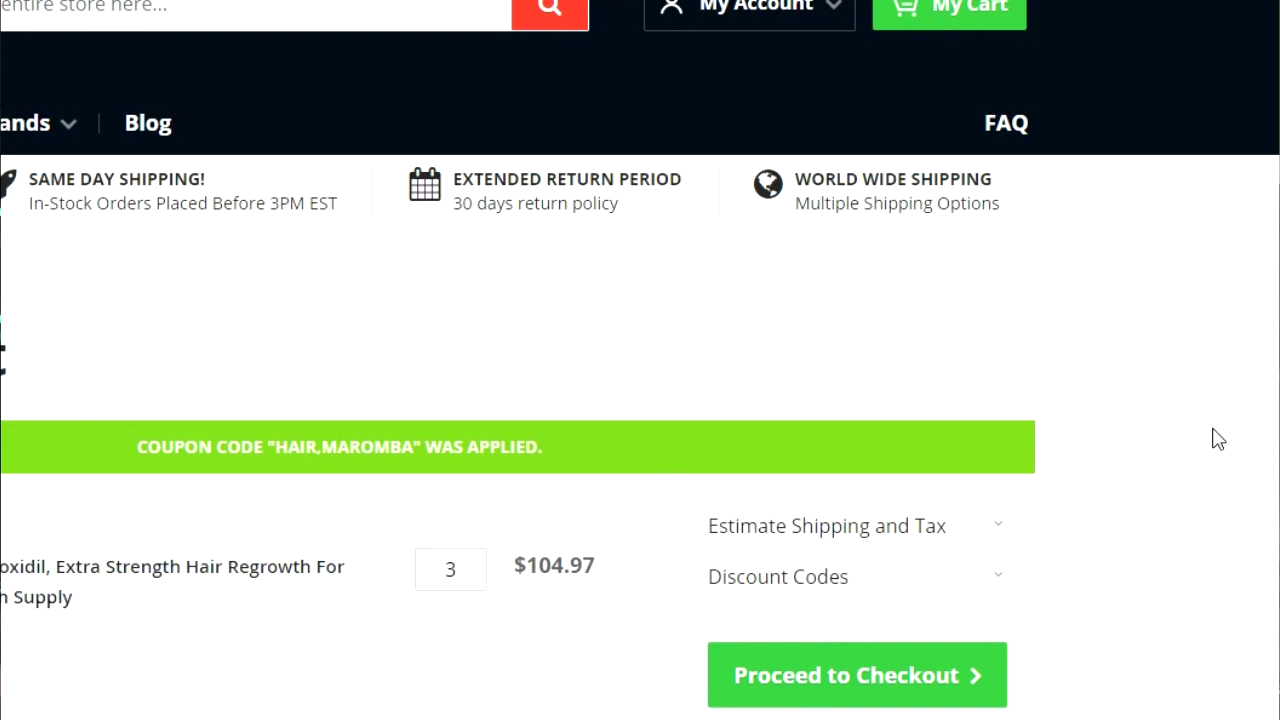 entire store here...
My Account
My Cart
ands
Blog
FAQ
SAME DAY SHIPPING!
In-Stock Orders Placed Before 3PM EST
EXTENDED RETURN PERIOD
30 days return policy
WORLD WIDE SHIPPING
Multiple Shipping Options
COUPON CODE "HAIR,MAROMBA" WAS APPLIED.
Estimate Shipping and Tax
oxidil, Extra Strength Hair Regrowth For
h Supply
3
$104.97
Discount Codes
Proceed to Checkout